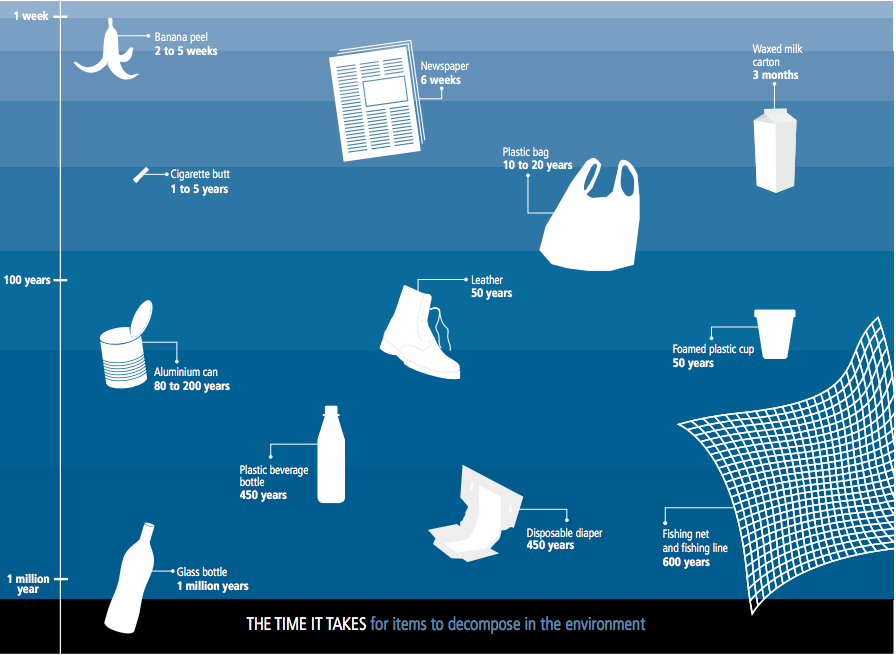 1 week
Banana peel
2 to 5 weeks
Newspaper
6 weeks
Waxed milk
carton
3 months
Plastic bag
10 to 20 years
Cigarette butt
1 to 5 years
100 years
Leather
50 years
Foamed plastic cup
50 years
Aluminium can
80 to 200 years
Plastic beverage
bottle
450 years
Disposable diaper
450 years
Fishing net
and fishing line
600 years
Glass bottle
1 million years
1 million
year
THE TIME IT TAKES for items to decompose in the environment